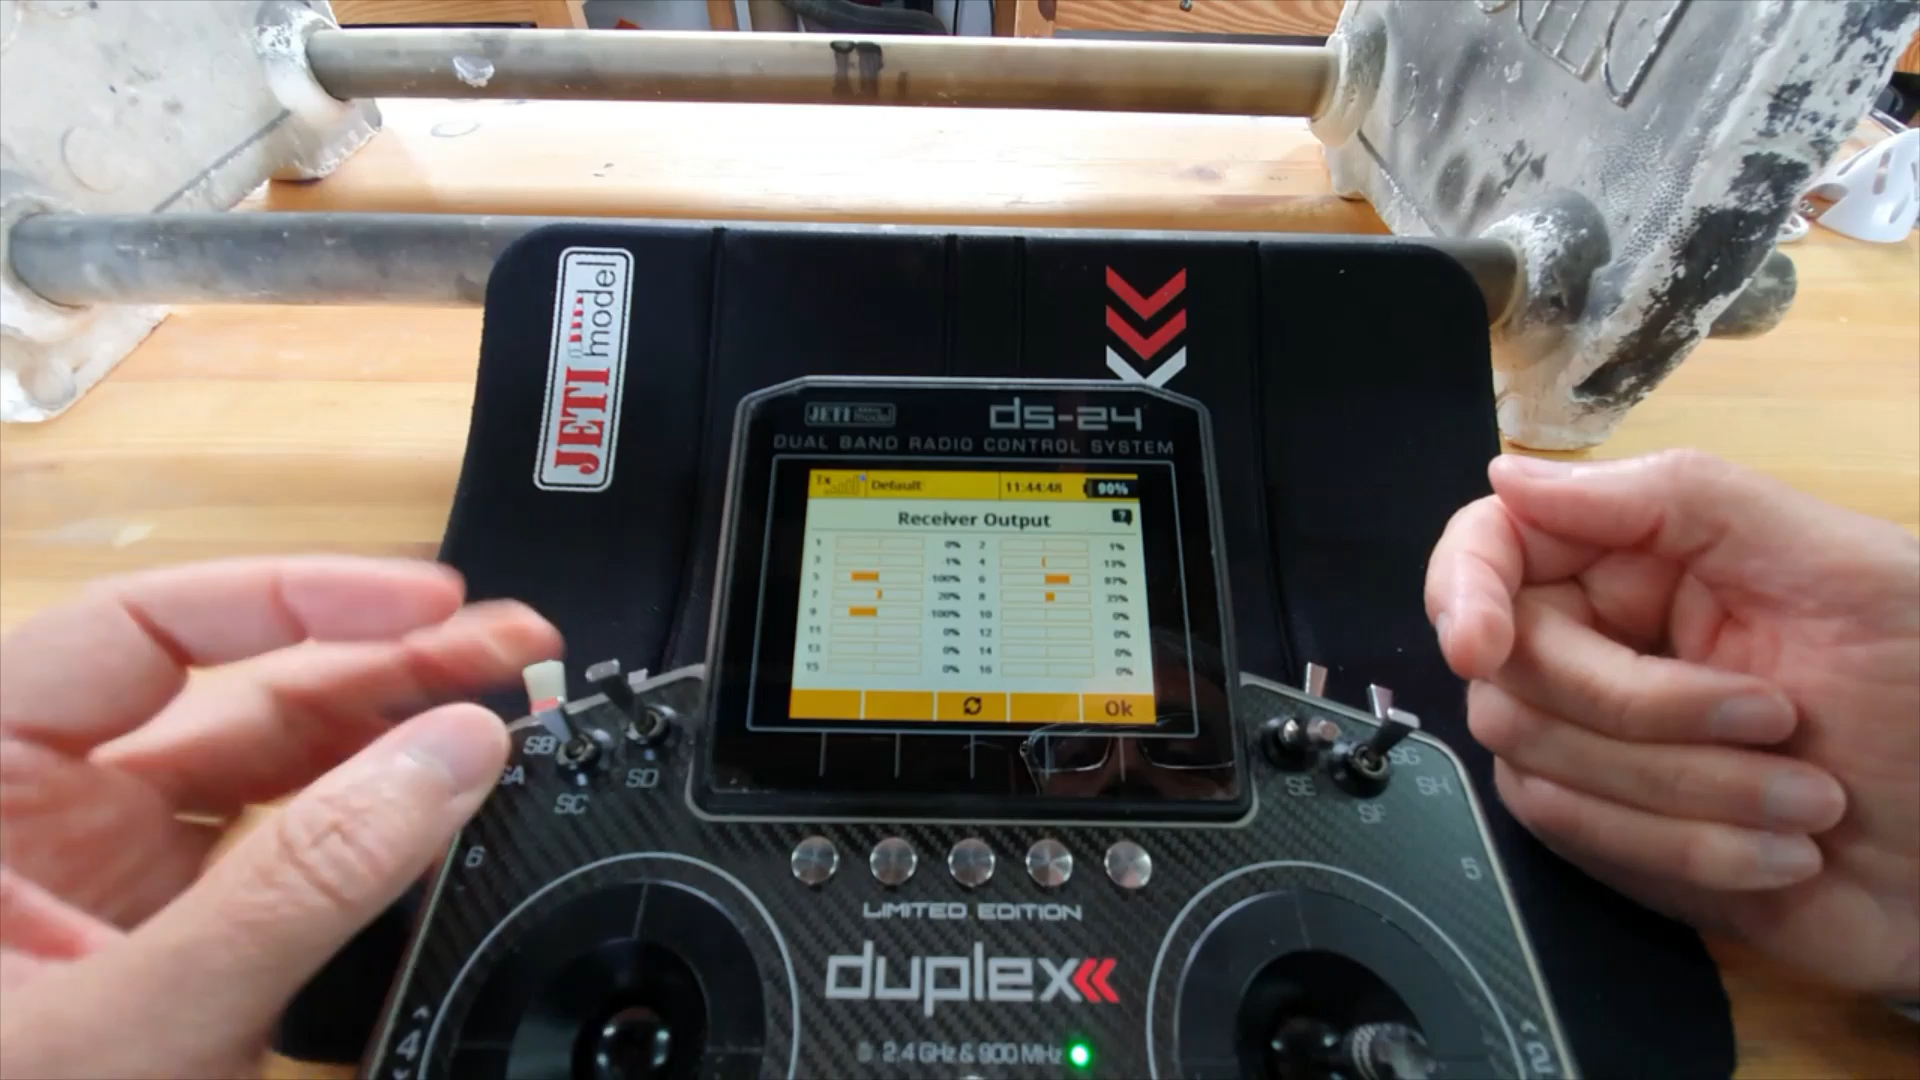 JETI model
JETI model
ds-24
DUAL BAND RADIO CONTROL SYSTEM
Tx Default 11:44:48 90%
Receiver Output ?
1 0% 2 1%
3 -1% 4 -13%
5 -100% 6 87%
7 20% 8 35%
9 -100% 10 0%
11 0% 12 0%
13 0% 14 0%
15 0% 16 0%
Ok
SB SG
SA SD SE SH
SC SF
6 5
LIMITED EDITION
duplex
2.4 GHz & 900 MHz
4